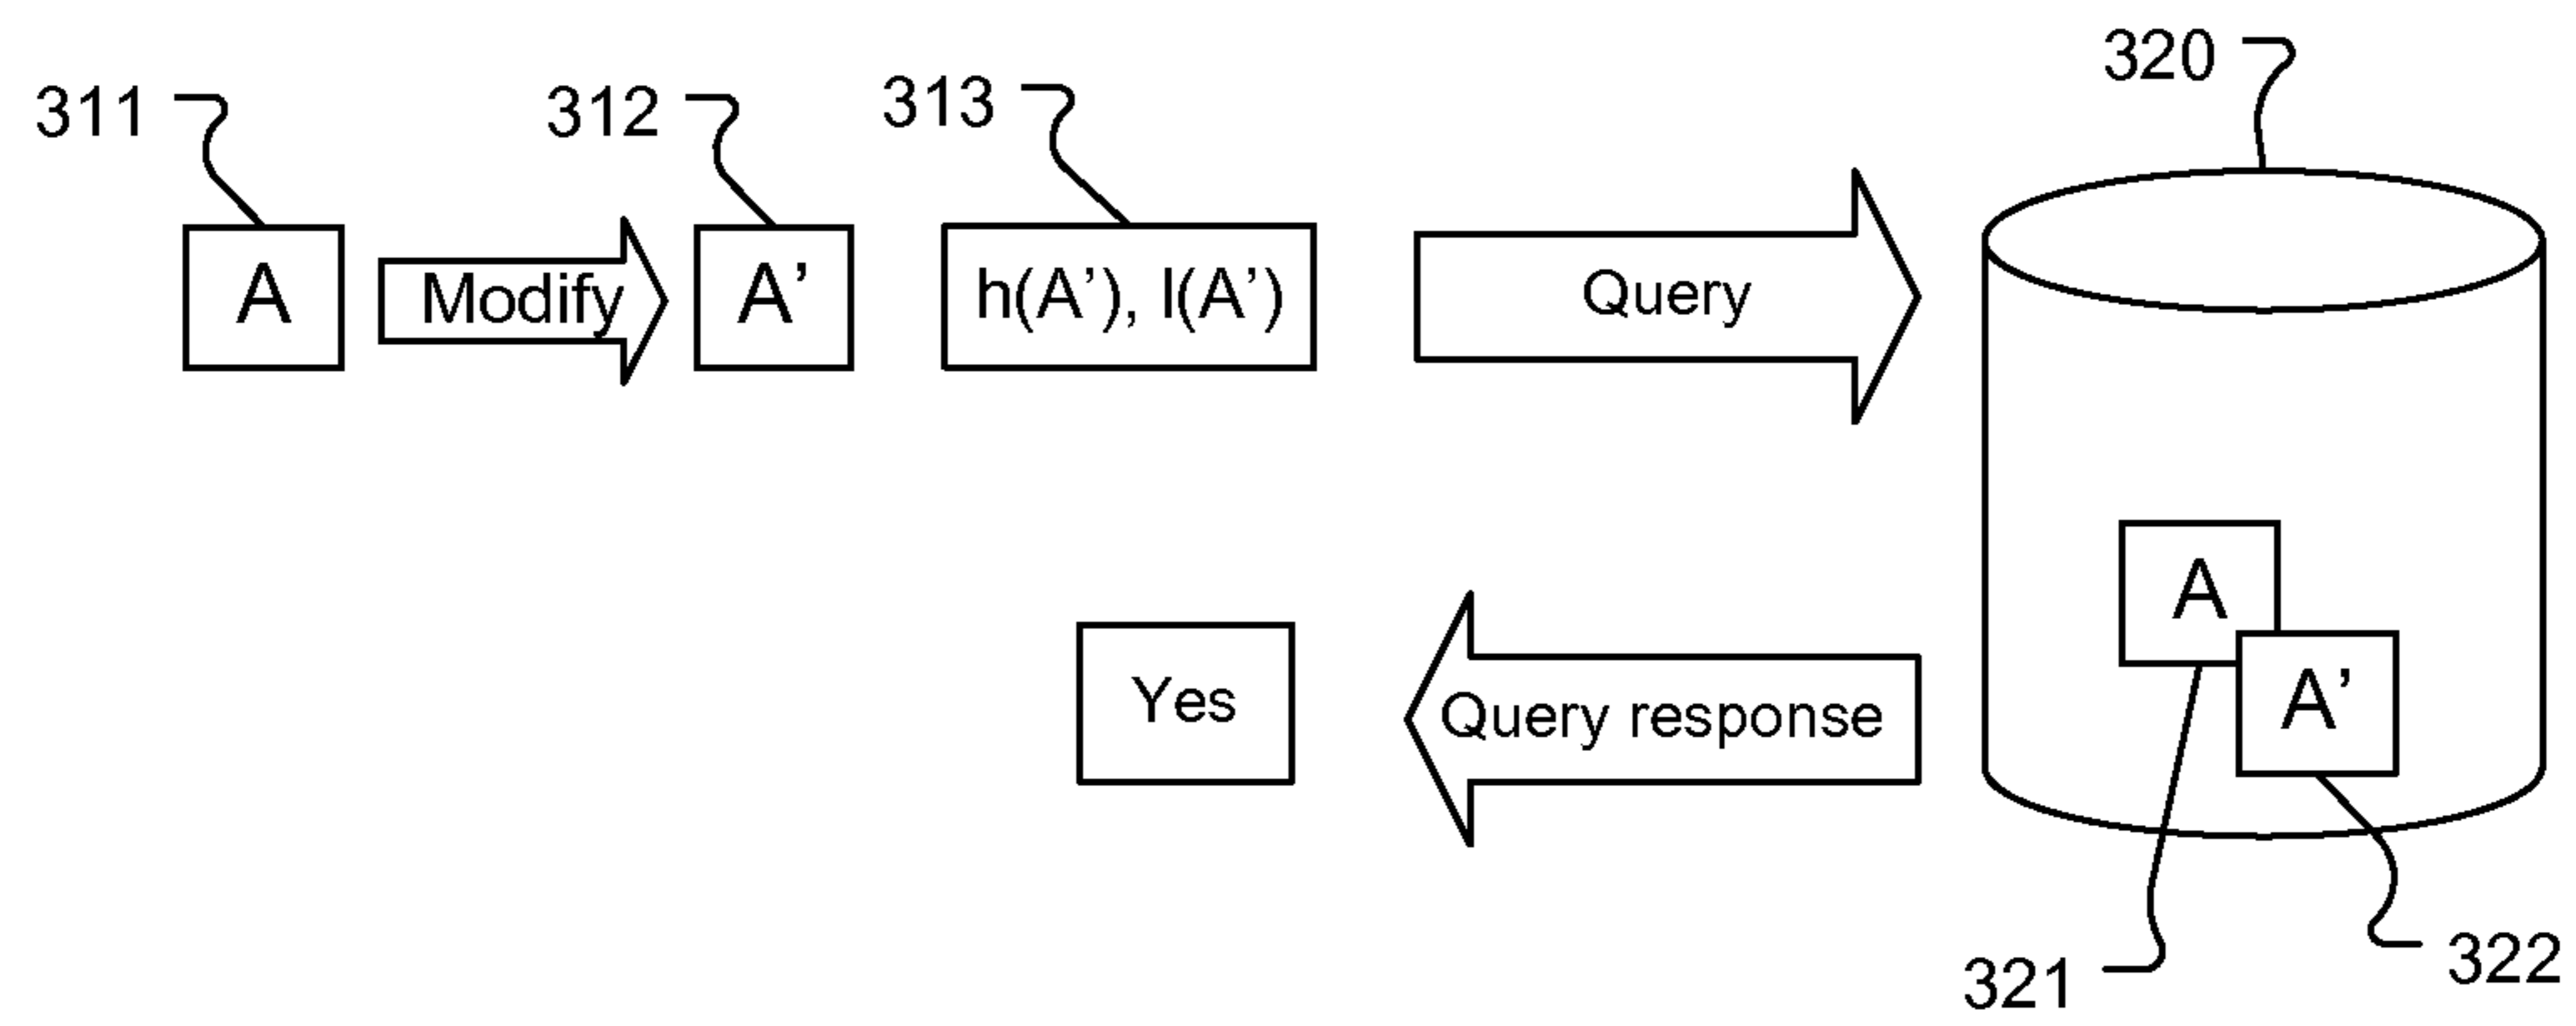 320
311
312
313
A
Modify
A’
h(A’), l(A’)
Query
A
Yes
Query response
A’
321
322